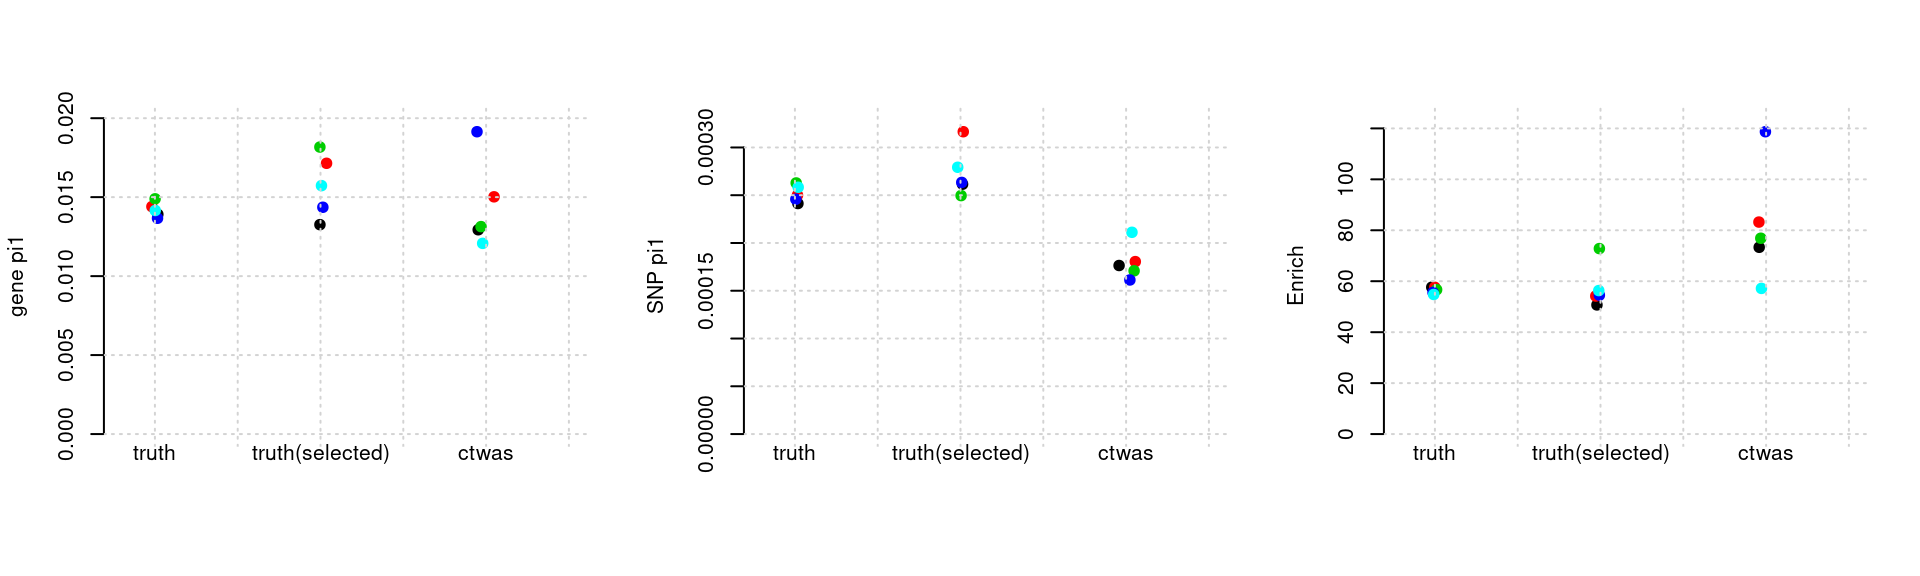 gene pi1
0.020
0.015
0.010
0.005
0.000
truth truth(selected) ctwas
SNP pi1
0.00030
0.00015
0.00000
truth truth(selected) ctwas
Enrich
100
80
60
40
20
0
truth truth(selected) ctwas